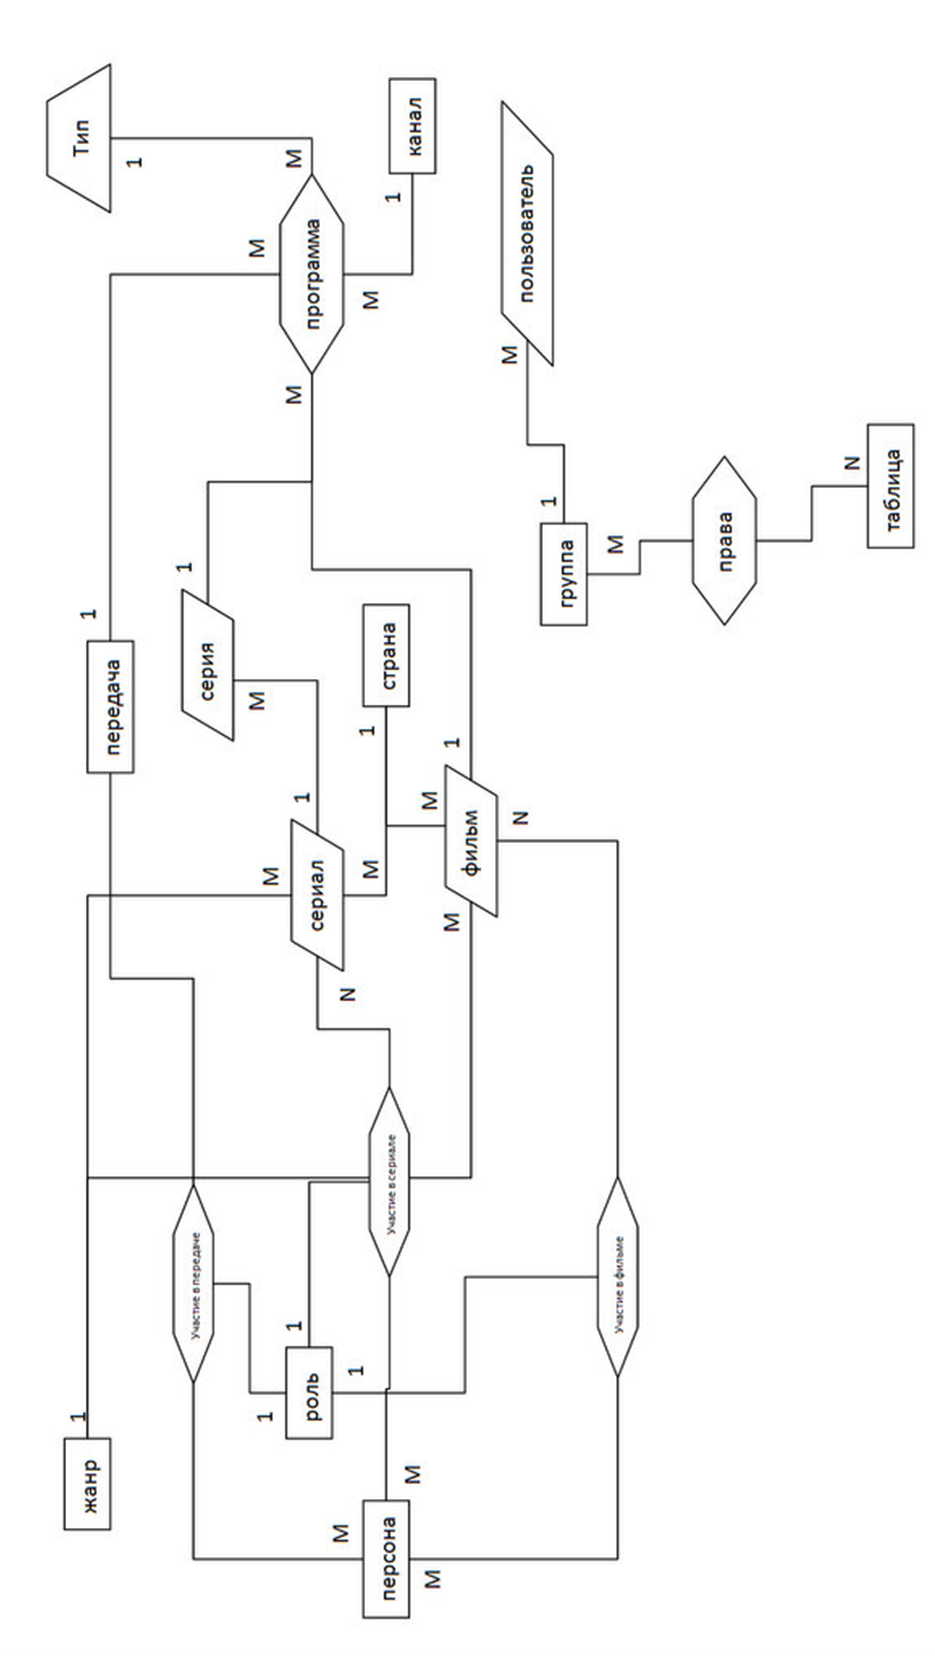 жанр
1
передача
1
Тип
1
Участие в передаче
серия
1
М
М
1
М
1
М
М
1
роль
сериал
программа
М
N
1
М
1
М
1
персона
Участие в сериале
страна
канал
М
М
М
М
1
фильм
N
М
пользователь
1
группа
Участие в фильме
М
права
N
таблица